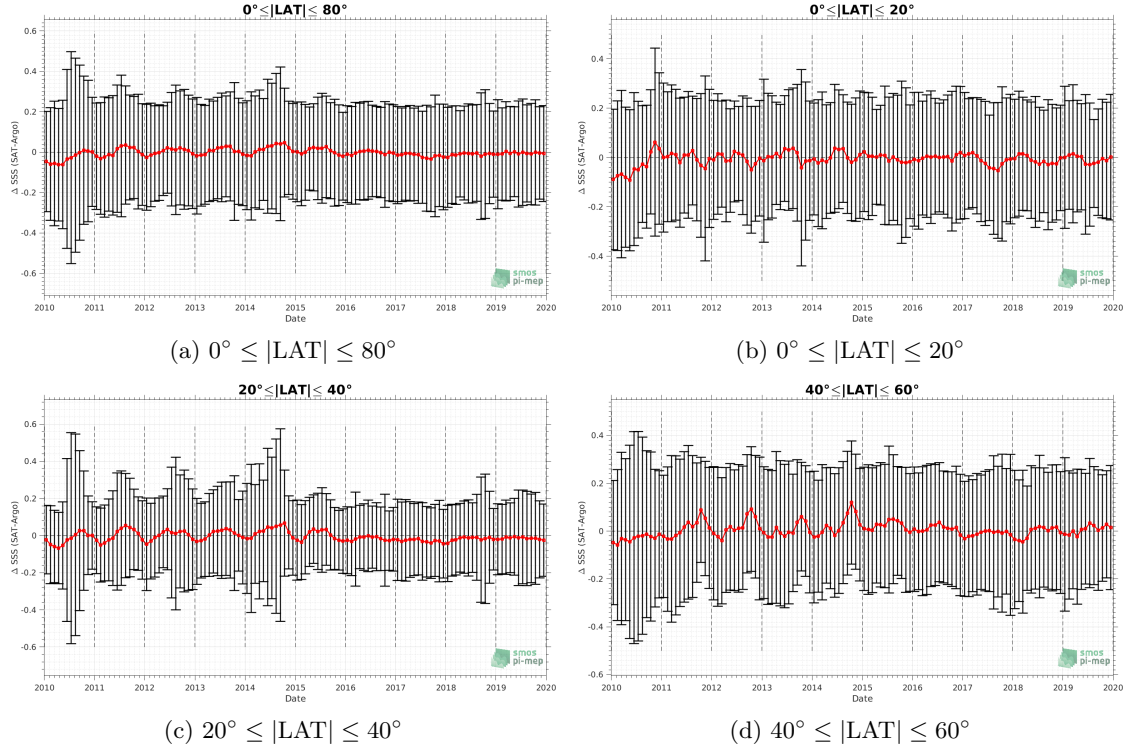 0°≤|LAT|≤ 80°
0.6
0.4
0.2
0
-0.2
-0.4
-0.6
Δ SSS (SAT-Argo)
smos
pi-mep
2010 2011 2012 2013 2014 2015 2016 2017 2018 2019 2020
Date
(a) 0° ≤ |LAT| ≤ 80°
0°≤|LAT|≤ 20°
0.4
0.2
0
-0.2
-0.4
Δ SSS (SAT-Argo)
smos
pi-mep
2010 2011 2012 2013 2014 2015 2016 2017 2018 2019 2020
Date
(b) 0° ≤ |LAT| ≤ 20°
20°≤|LAT|≤ 40°
0.6
0.4
0.2
0
-0.2
-0.4
-0.6
Δ SSS (SAT-Argo)
smos
pi-mep
2010 2011 2012 2013 2014 2015 2016 2017 2018 2019 2020
Date
(c) 20° ≤ |LAT| ≤ 40°
40°≤|LAT|≤ 60°
0.4
0.2
0
-0.2
-0.4
-0.6
Δ SSS (SAT-Argo)
smos
pi-mep
2010 2011 2012 2013 2014 2015 2016 2017 2018 2019 2020
Date
(d) 40° ≤ |LAT| ≤ 60°